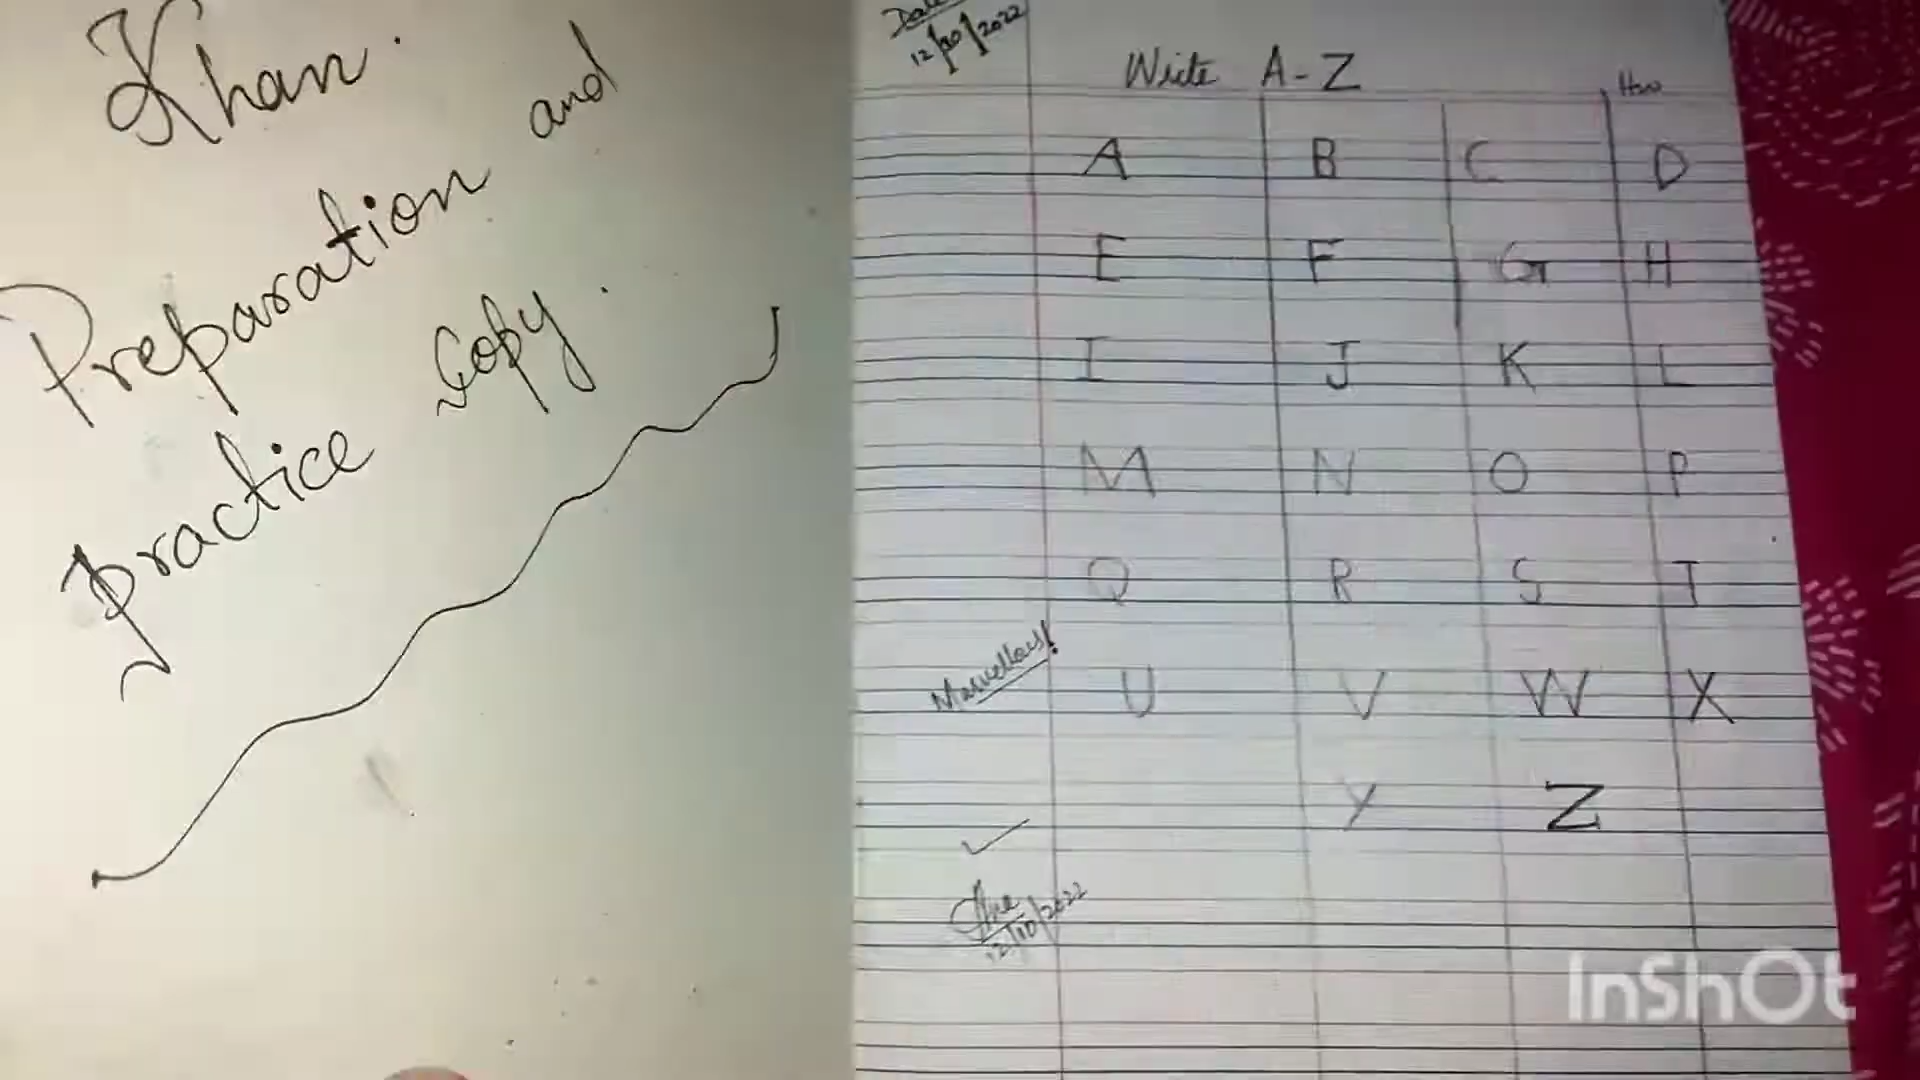 Khan.
Preparation and
practice copy.
Date
12/10/2022
Write A-Z
A B C D
E F G H
I J K L
M N O P
Q R S T
Marvellous!
U V W X
Y Z
12/10/2022
InShOt